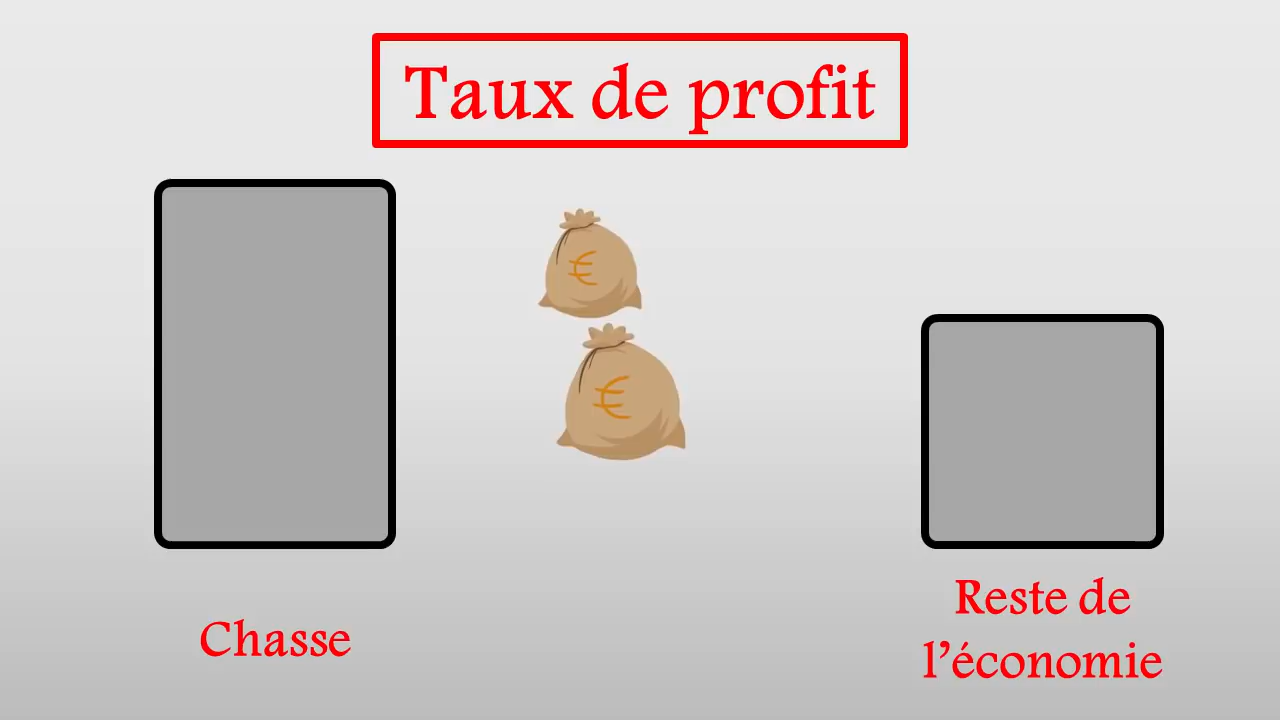 Taux de profit
€
€
Chasse
Reste de
l’économie